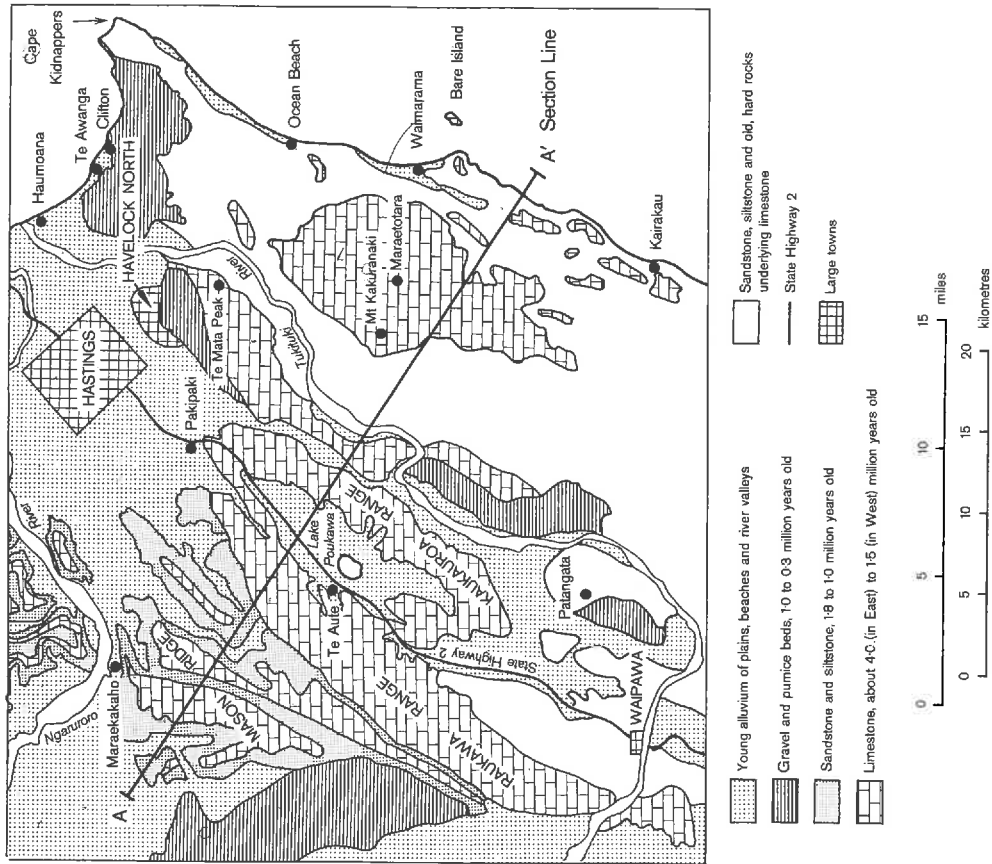 Cape
Kidnappers
Haumoana
Te Awanga
Clifton
HAVELOCK NORTH
HASTINGS
Ocean Beach
Waimarama
Bare Island
A' Section Line
Te Mata Peak
River
Tukituki
Mt Kakuranaki
Maraetotara
Kairakau
Pakipaki
River
Ngaruroro
Maraekakaho
MASON
RIDGE
A
Lake
Poukawa
Te Aute
KAUKAUROA
RANGE
RAUKAWA
RANGE
State Highway 2
Patangata
WAIPAWA
Young alluvium of plains, beaches and river valleys
Gravel and pumice beds, 1·0 to 0·3 million years old
Sandstone and siltstone, 1·8 to 1·0 million years old
Limestone, about 4·0 (in East) to 1·5 (in West) million years old
Sandstone, siltstone and old, hard rocks
underlying limestone
State Highway 2
Large towns
0 5 10 15 miles
0 5 10 15 20 kilometres